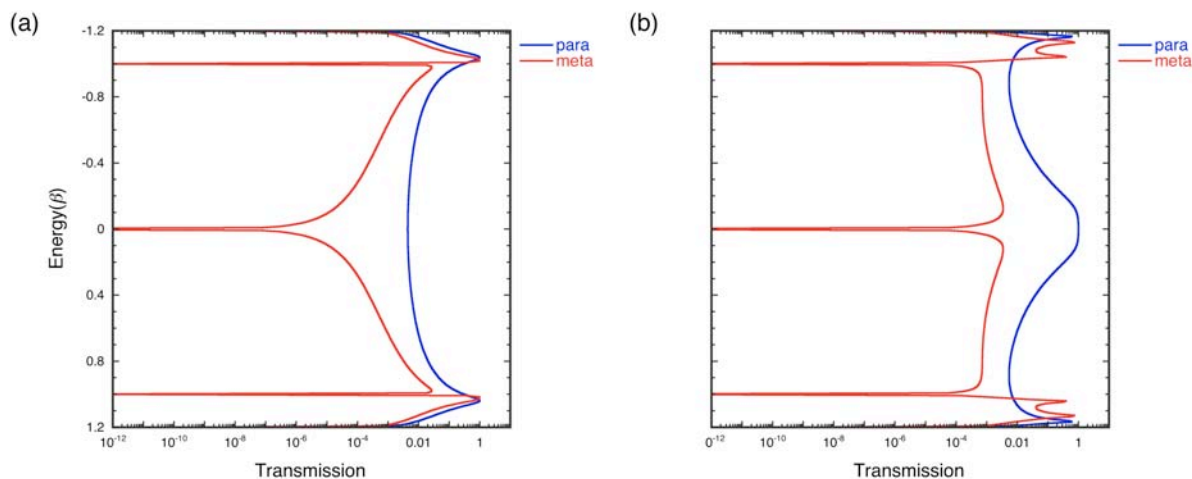 (a)
-1.2
-0.8
-0.4
0
0.4
0.8
1.2
Energy(β)
10⁻¹² 10⁻¹⁰ 10⁻⁸ 10⁻⁶ 10⁻⁴ 0.01 1
Transmission
para
meta
(b)
0⁻¹² 10⁻¹⁰ 10⁻⁸ 10⁻⁶ 10⁻⁴ 0.01 1
Transmission
para
meta